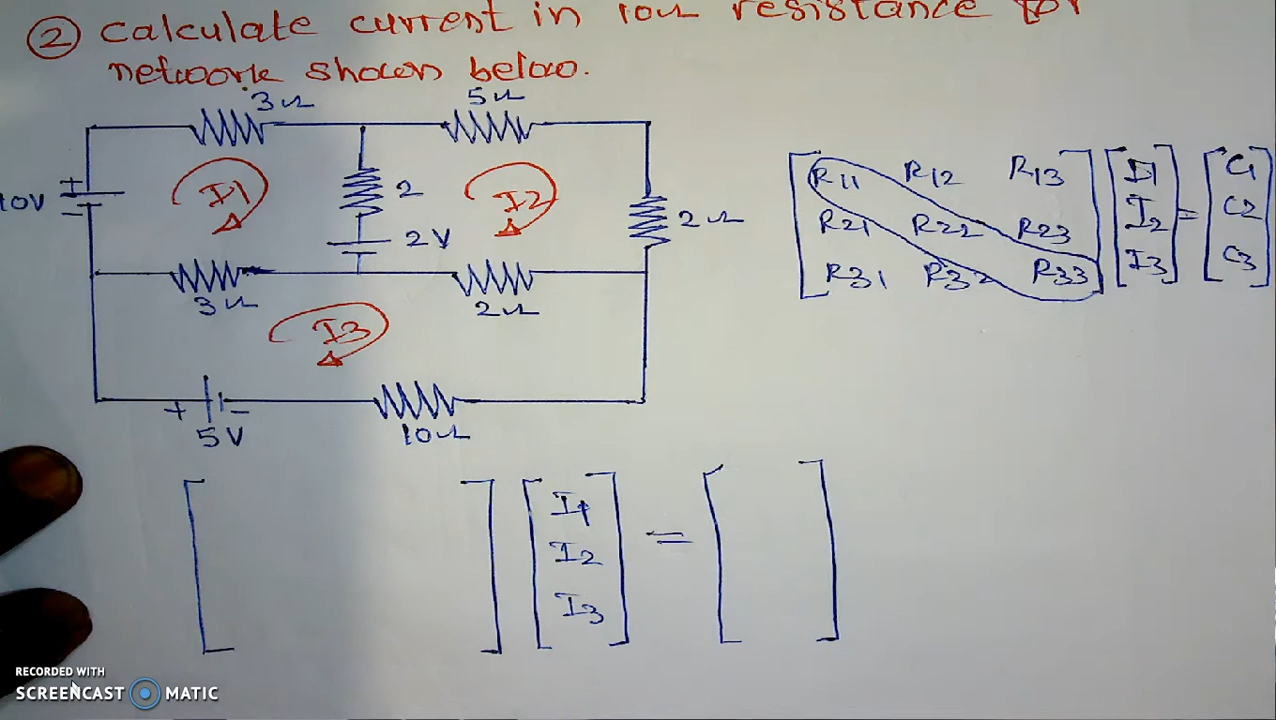 ② Calculate current in 10Ω resistance for
network shown below.
3Ω
5Ω
+
10V
-
I1
2
2V
I2
2Ω
3Ω
2Ω
I3
+ -
5V
10Ω
R11 R12 R13
R21 R22 R23
R31 R32 R33
I1
I2
I3
=
C1
C2
C3
I1
I2
I3
=
RECORDED WITH
SCREENCAST MATIC